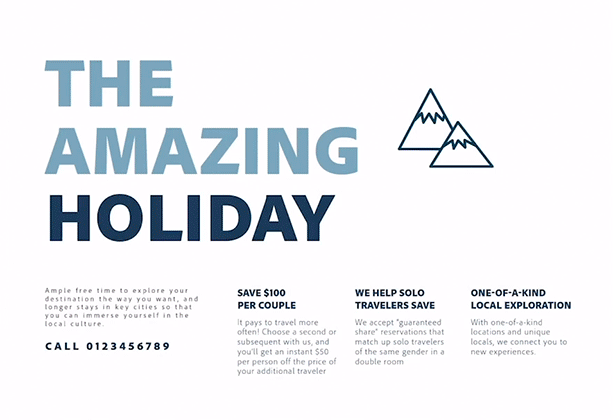 THE
AMAZING
HOLIDAY
Ample free time to explore your
destination the way you want, and
longer stays in key cities so that
you can immerse yourself in the
local culture.
CALL 0123456789
SAVE $100
PER COUPLE
It pays to travel more
often! Choose a second or
subsequent with us, and
you'll get an instant $50
per person off the price of
your additional traveler
WE HELP SOLO
TRAVELERS SAVE
We accept "guaranteed
share" reservations that
match up solo travelers
of the same gender in a
double room
ONE-OF-A-KIND
LOCAL EXPLORATION
With one-of-a-kind
locations and unique
locals, we connect you to
new experiences.